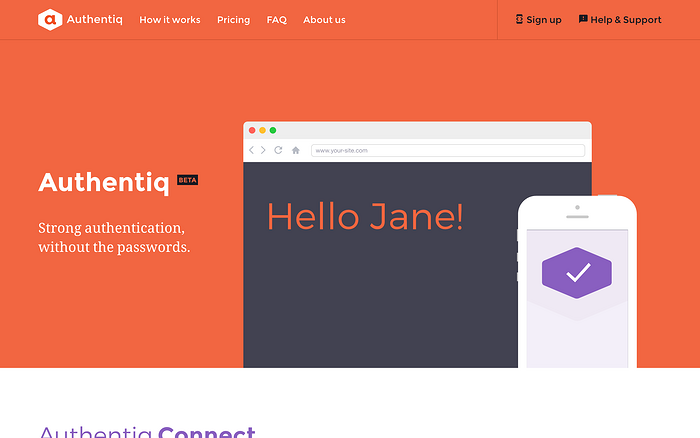 Authentiq How it works Pricing FAQ About us Sign up Help & Support
www.your-site.com
Hello Jane!
Authentiq BETA
Strong authentication,
without the passwords.
Authentiq Connect